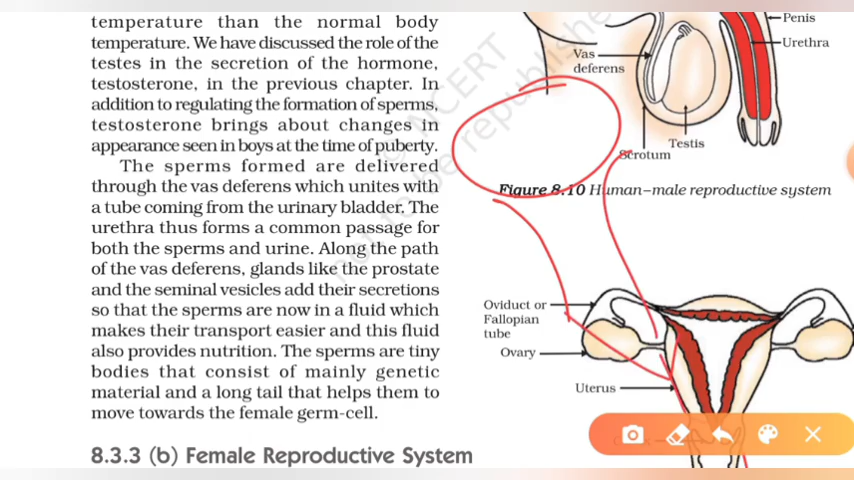 temperature than the normal body
temperature. We have discussed the role of the
testes in the secretion of the hormone,
testosterone, in the previous chapter. In
addition to regulating the formation of sperms,
testosterone brings about changes in
appearance seen in boys at the time of puberty.
The sperms formed are delivered
through the vas deferens which unites with
a tube coming from the urinary bladder. The
urethra thus forms a common passage for
both the sperms and urine. Along the path
of the vas deferens, glands like the prostate
and the seminal vesicles add their secretions
so that the sperms are now in a fluid which
makes their transport easier and this fluid
also provides nutrition. The sperms are tiny
bodies that consist of mainly genetic
material and a long tail that helps them to
move towards the female germ-cell.
8.3.3 (b) Female Reproductive System
Penis
Urethra
Vas
deferens
Testis
Scrotum
Figure 8.10 Human–male reproductive system
Oviduct or
Fallopian
tube
Ovary
Uterus
© NCERT
not to be republishe